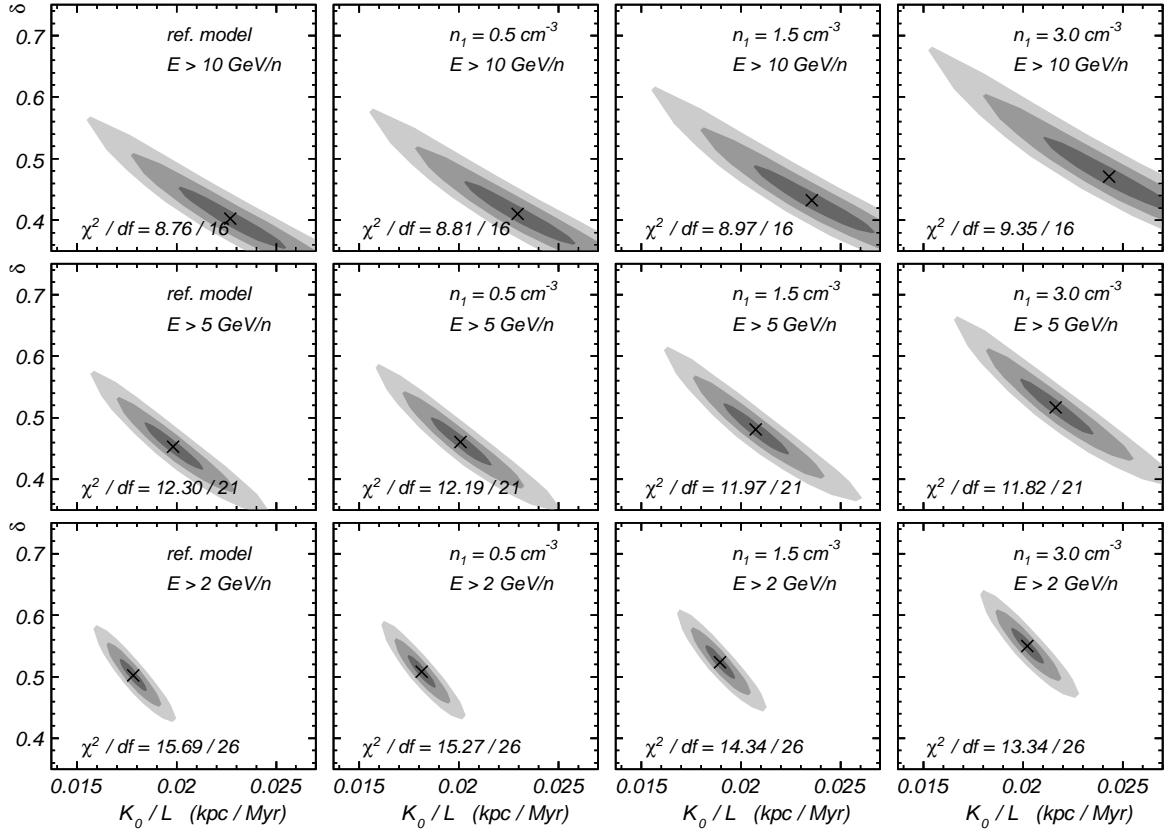 δ
0.7
0.6
0.5
0.4
ref. model
E > 10 GeV/n
χ² / df = 8.76 / 16
n₁ = 0.5 cm⁻³
E > 10 GeV/n
χ² / df = 8.81 / 16
n₁ = 1.5 cm⁻³
E > 10 GeV/n
χ² / df = 8.97 / 16
n₁ = 3.0 cm⁻³
E > 10 GeV/n
χ² / df = 9.35 / 16
δ
0.7
0.6
0.5
0.4
ref. model
E > 5 GeV/n
χ² / df = 12.30 / 21
n₁ = 0.5 cm⁻³
E > 5 GeV/n
χ² / df = 12.19 / 21
n₁ = 1.5 cm⁻³
E > 5 GeV/n
χ² / df = 11.97 / 21
n₁ = 3.0 cm⁻³
E > 5 GeV/n
χ² / df = 11.82 / 21
δ
0.7
0.6
0.5
0.4
ref. model
E > 2 GeV/n
χ² / df = 15.69 / 26
n₁ = 0.5 cm⁻³
E > 2 GeV/n
χ² / df = 15.27 / 26
n₁ = 1.5 cm⁻³
E > 2 GeV/n
χ² / df = 14.34 / 26
n₁ = 3.0 cm⁻³
E > 2 GeV/n
χ² / df = 13.34 / 26
0.015 0.02 0.025
0.015 0.02 0.025
0.015 0.02 0.025
0.015 0.02 0.025
K₀ / L (kpc / Myr)
K₀ / L (kpc / Myr)
K₀ / L (kpc / Myr)
K₀ / L (kpc / Myr)